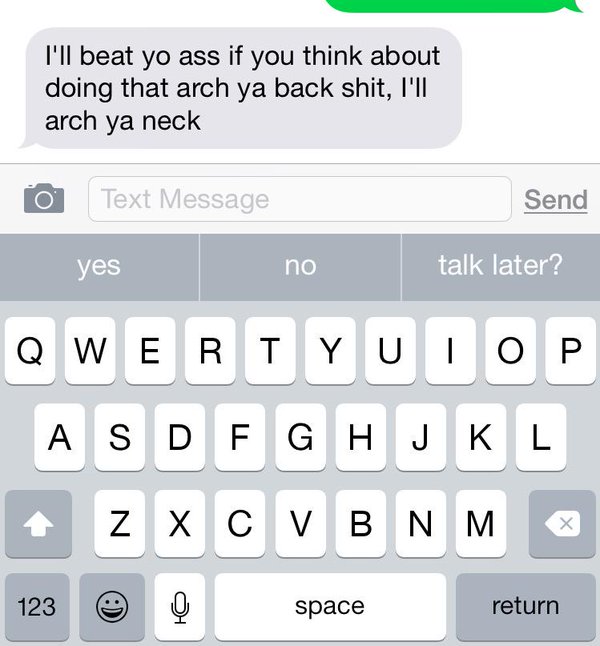 I'll beat yo ass if you think about
doing that arch ya back shit, I'll
arch ya neck
Text Message Send
yes no talk later?
Q W E R T Y U I O P
A S D F G H J K L
Z X C V B N M
123 space return